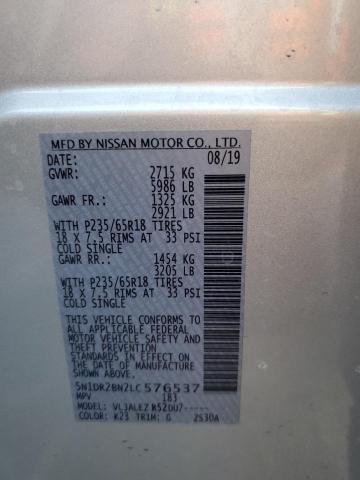 MFD BY NISSAN MOTOR CO., LTD.
DATE: 08/19
GVWR: 2715 KG
5986 LB
GAWR FR.: 1325 KG
2921 LB
WITH P235/65R18 TIRES
18 X 7.5 RIMS AT 33 PSI
COLD SINGLE
GAWR RR.: 1454 KG
3205 LB
WITH P235/65R18 TIRES
18 X 7.5 RIMS AT 33 PSI
COLD SINGLE
THIS VEHICLE CONFORMS TO ALL
APPLICABLE FEDERAL
MOTOR VEHICLE SAFETY
STANDARDS IN EFFECT ON
THE DATE OF MANUFACTURE
SHOWN ABOVE.
5N1DR2BN2LC576537
MPV 183
MODEL: VLJALEZ R52UU7-----
COLOR: K23 TRIM: G 2S30A